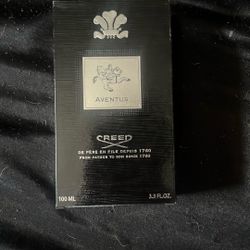 AVENTUS
CREED
DE PÈRE EN FILS DEPUIS 1760
FROM FATHER TO SON SINCE 1760
100 ML
3.3 FL.OZ.